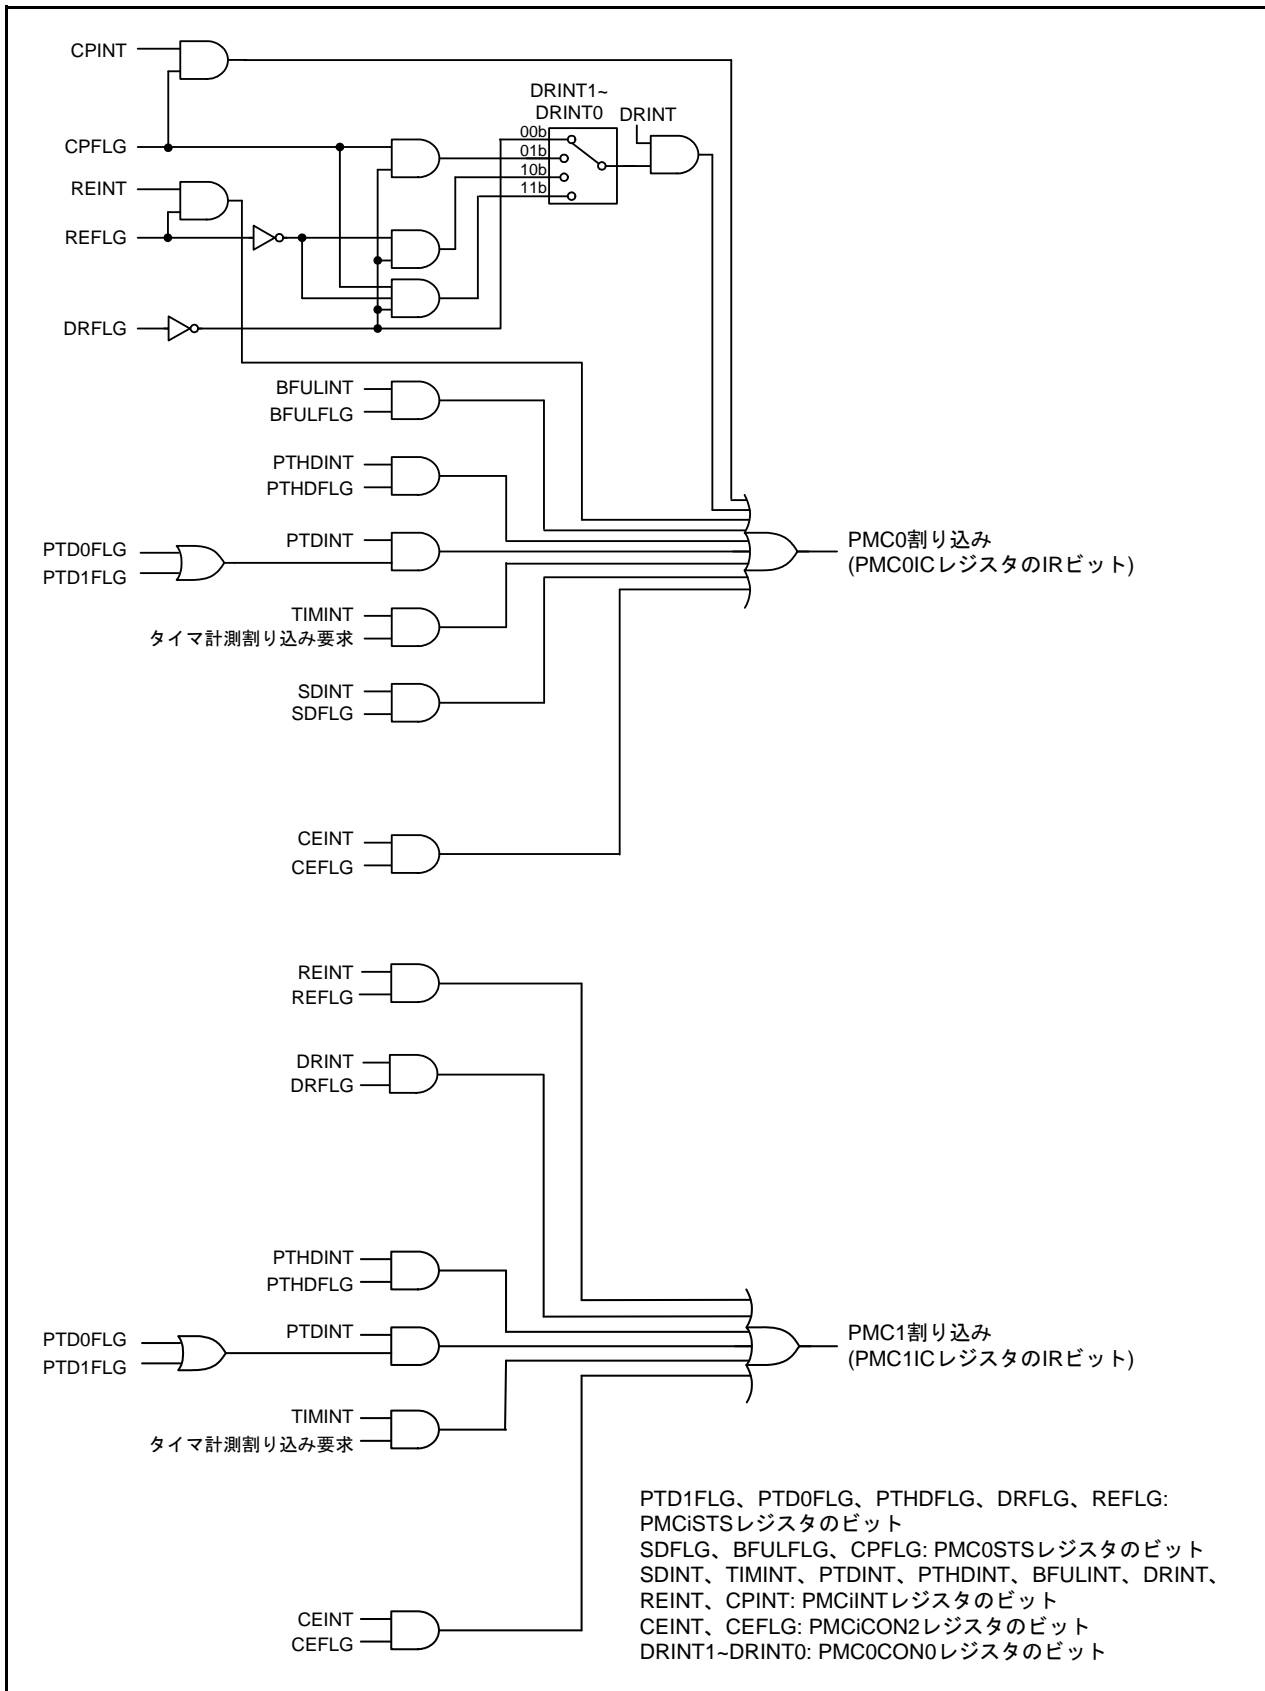 CPINT
CPFLG
REINT
REFLG
DRFLG
DRINT1~
DRINT0
DRINT
00b
01b
10b
11b
BFULINT
BFULFLG
PTHDINT
PTHDFLG
PTD0FLG
PTD1FLG
PTDINT
TIMINT
タイマ計測割り込み要求
SDINT
SDFLG
CEINT
CEFLG
PMC0割り込み
(PMC0ICレジスタのIRビット)
REINT
REFLG
DRINT
DRFLG
PTHDINT
PTHDFLG
PTD0FLG
PTD1FLG
PTDINT
TIMINT
タイマ計測割り込み要求
CEINT
CEFLG
PMC1割り込み
(PMC1ICレジスタのIRビット)
PTD1FLG、PTD0FLG、PTHDFLG、DRFLG、REFLG:
PMCiSTSレジスタのビット
SDFLG、BFULFLG、CPFLG: PMC0STSレジスタのビット
SDINT、TIMINT、PTDINT、PTHDINT、BFULINT、DRINT、
REINT、CPINT: PMCiINTレジスタのビット
CEINT、CEFLG: PMCiCON2レジスタのビット
DRINT1~DRINT0: PMC0CON0レジスタのビット